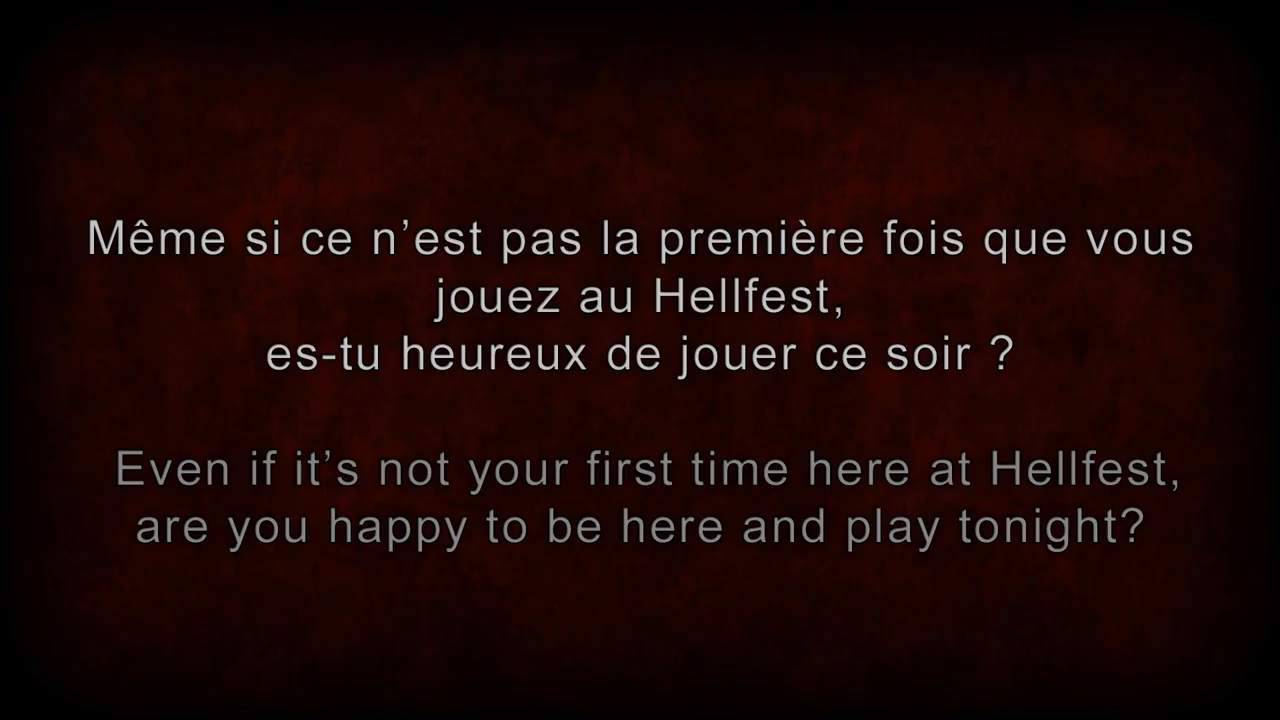 Même si ce n’est pas la première fois que vous
jouez au Hellfest,
es-tu heureux de jouer ce soir ?
Even if it’s not your first time here at Hellfest,
are you happy to be here and play tonight?